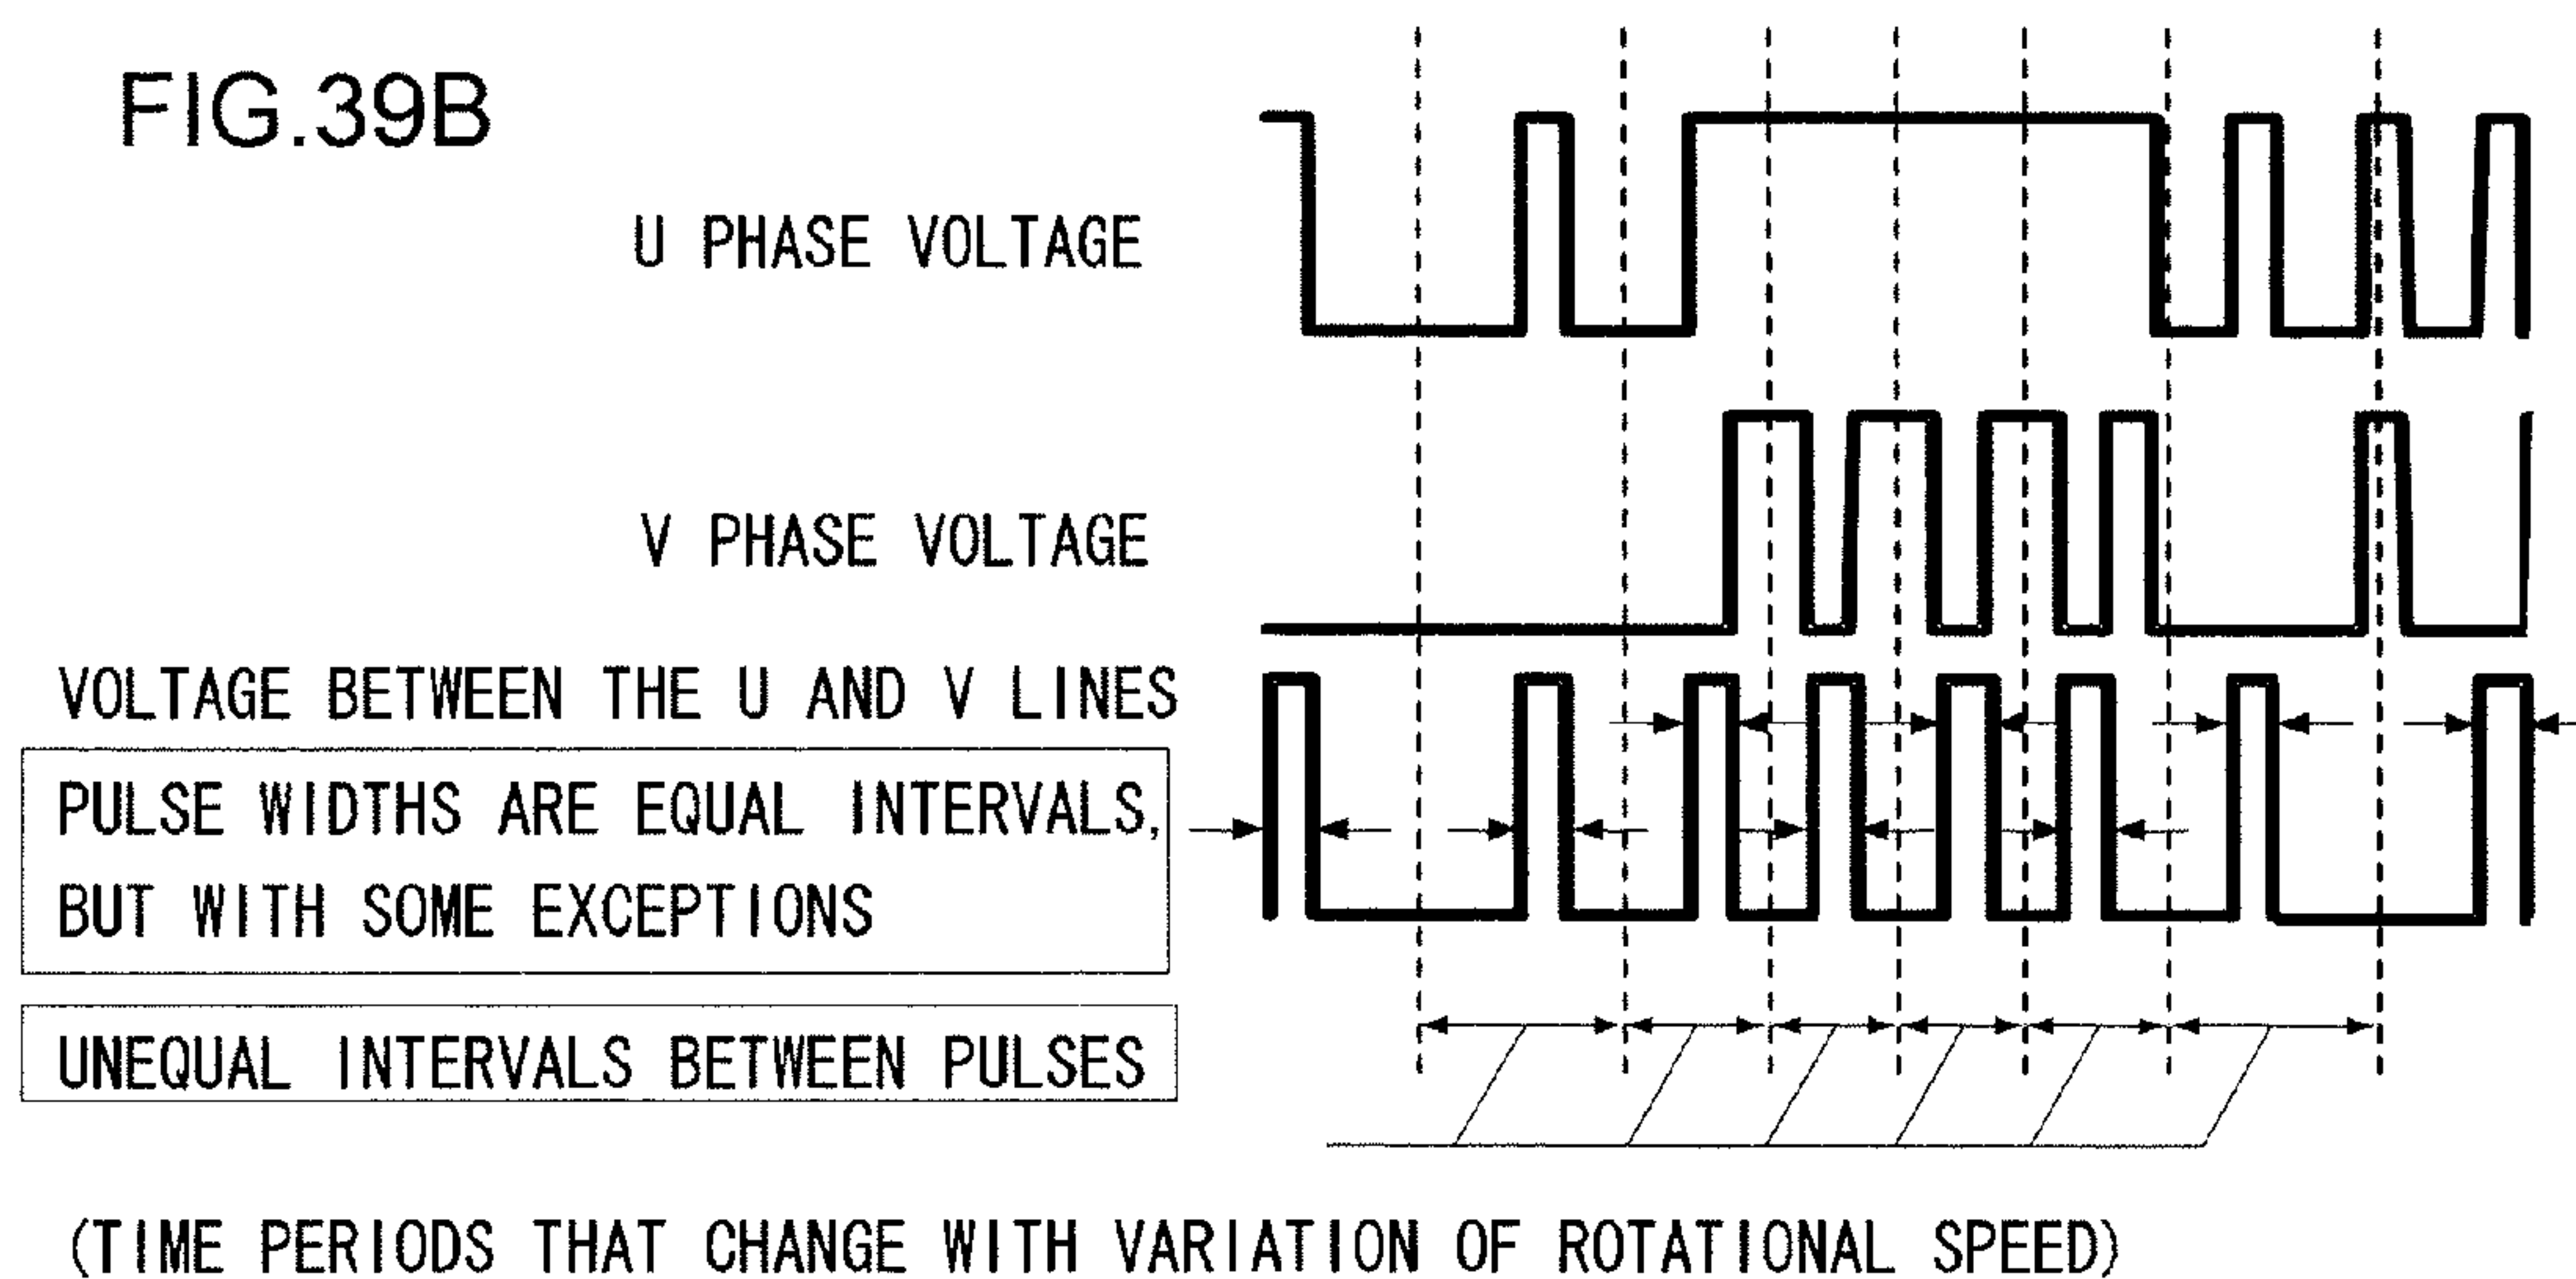 FIG.39B
U PHASE VOLTAGE
V PHASE VOLTAGE
VOLTAGE BETWEEN THE U AND V LINES
PULSE WIDTHS ARE EQUAL INTERVALS,
BUT WITH SOME EXCEPTIONS
UNEQUAL INTERVALS BETWEEN PULSES
(TIME PERIODS THAT CHANGE WITH VARIATION OF ROTATIONAL SPEED)